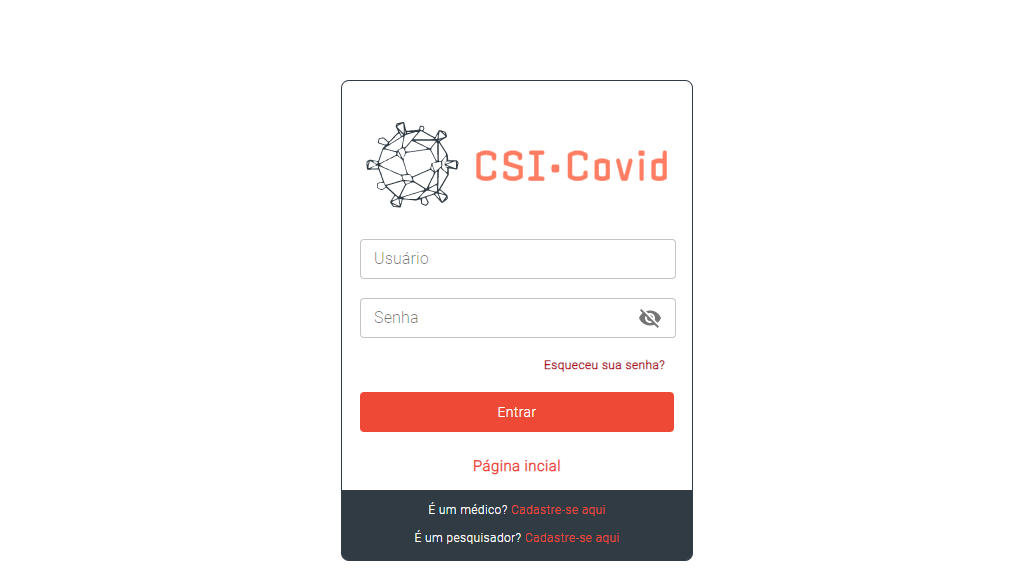 CSI·Covid
Usuário
Senha
Esqueceu sua senha?
Entrar
Página incial
É um médico? Cadastre-se aqui
É um pesquisador? Cadastre-se aqui